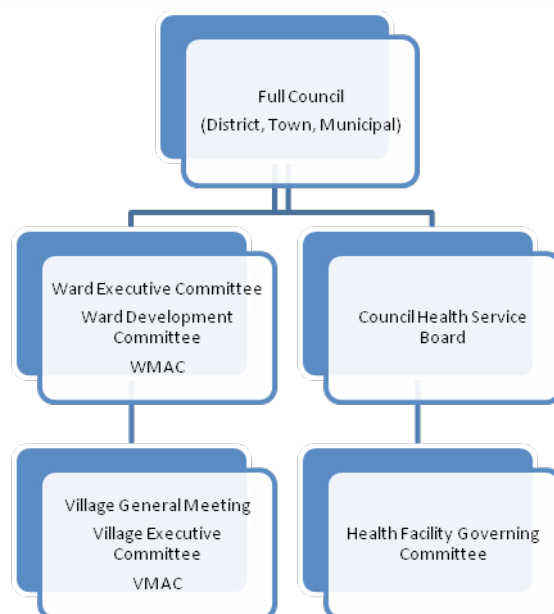 Full Council
(District, Town, Municipal)
Ward Executive Committee
Ward Development
Committee
WMAC
Council Health Service
Board
Village General Meeting
Village Executive
Committee
VMAC
Health Facility Governing
Committee